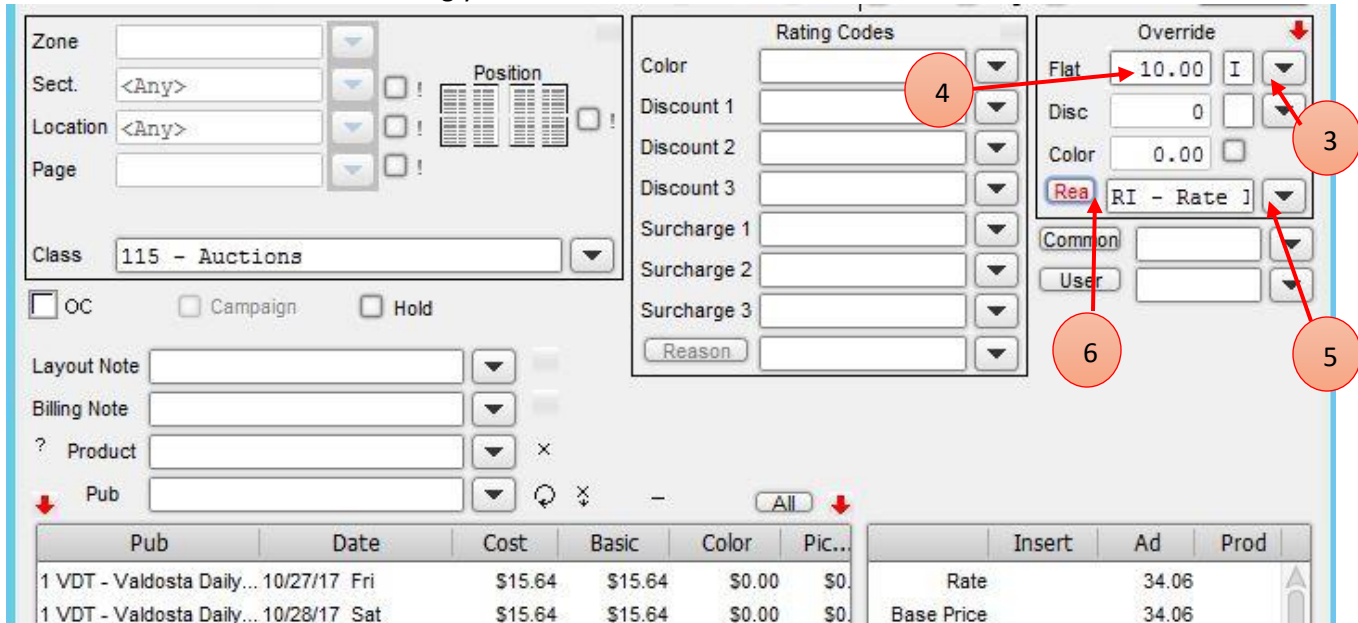 Zone
Sect. <Any> !
Location <Any> !
Page !
Position
!
Class 115 - Auctions
OC Campaign Hold
Layout Note
Billing Note
? Product ×
Pub All
Rating Codes
Color
Discount 1
Discount 2
Discount 3
Surcharge 1
Surcharge 2
Surcharge 3
Reason
Override
Flat 10.00 I
Disc 0
Color 0.00
Rea RI - Rate
Common
User
4
3
6
5
Pub Date Cost Basic Color Pic...
1 VDT - Valdosta Daily... 10/27/17 Fri $15.64 $15.64 $0.00 $0.
1 VDT - Valdosta Daily... 10/28/17 Sat $15.64 $15.64 $0.00 $0.
Insert Ad Prod
Rate 34.06
Base Price 34.06